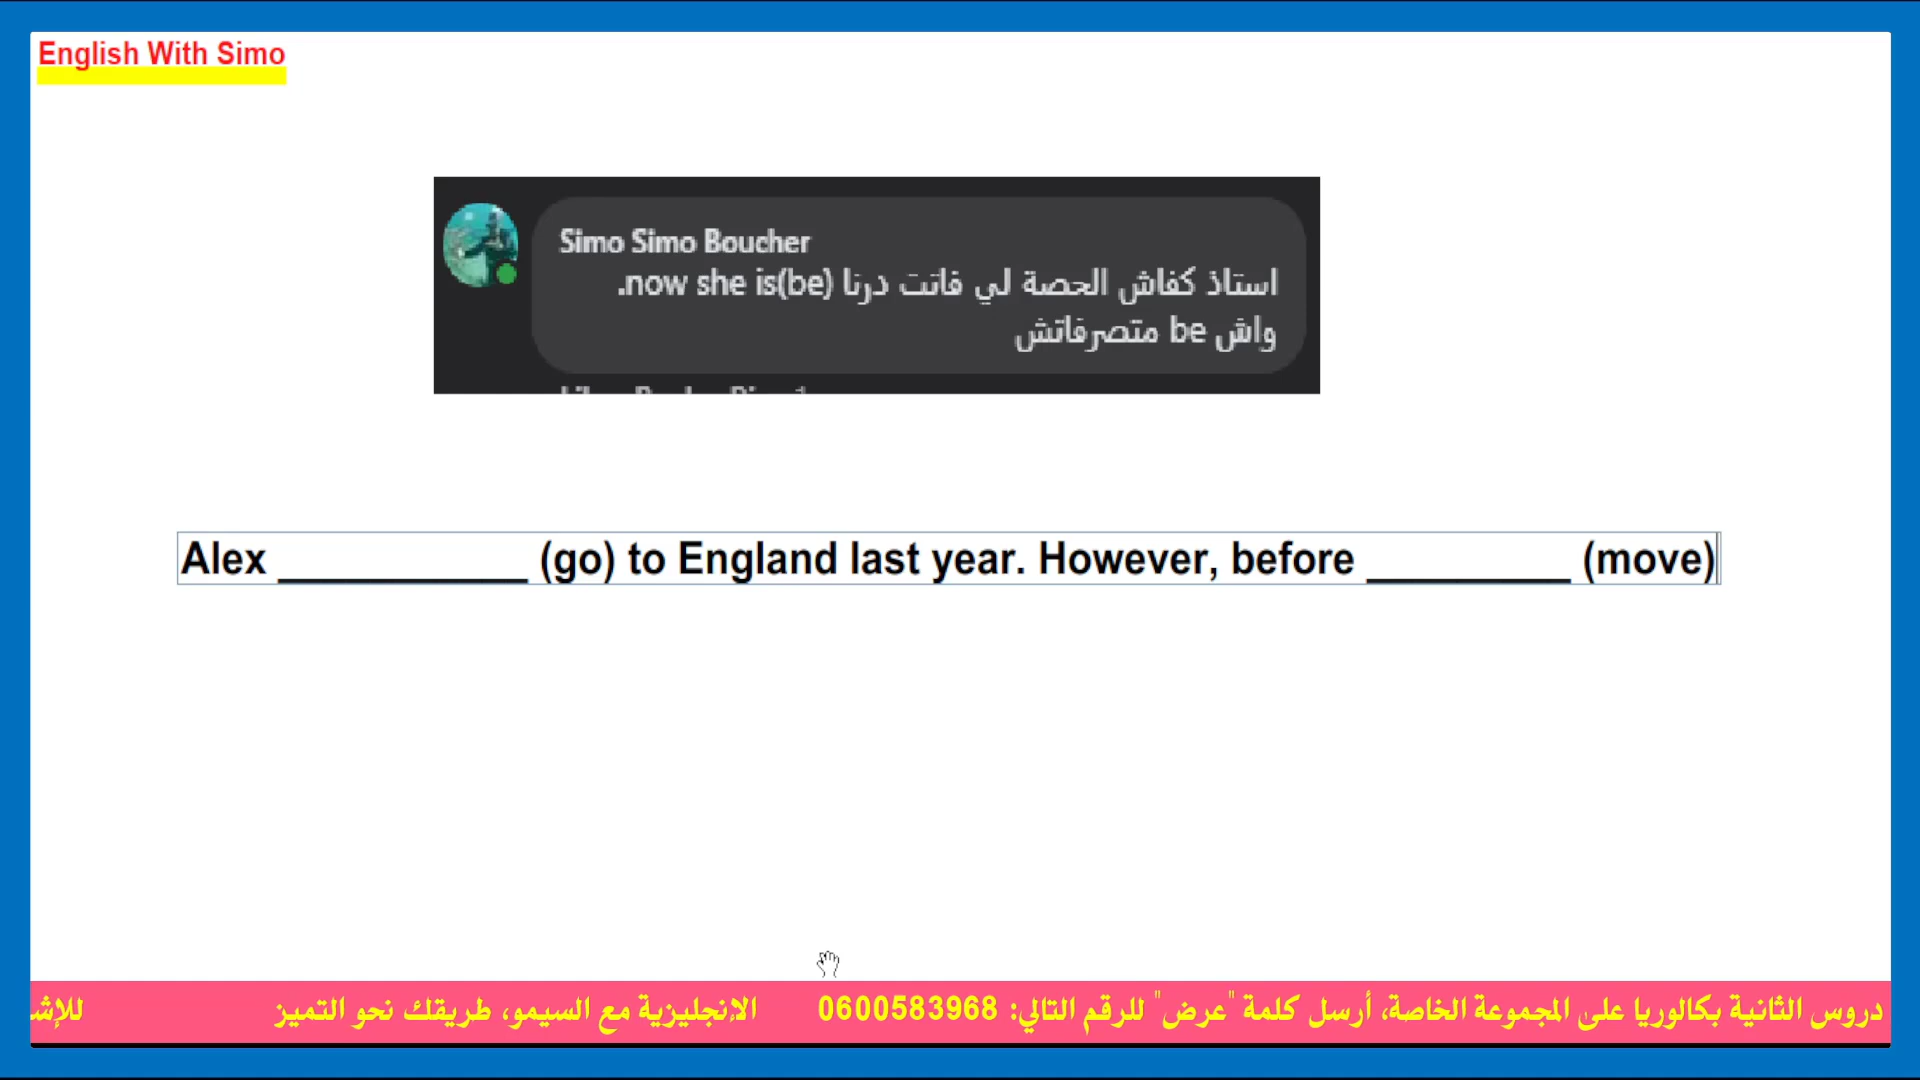 English With Simo
Simo Simo Boucher
استاذ كفاش الحصة لي فاتت درنا now she is(be).
واش be متصرفاتش
Alex ___________ (go) to England last year. However, before _________ (move)
دروس الثانية بكالوريا على المجموعة الخاصة، أرسل كلمة "عرض" للرقم التالي: 0600583968 الإنجليزية مع السيمو، طريقك نحو التميز